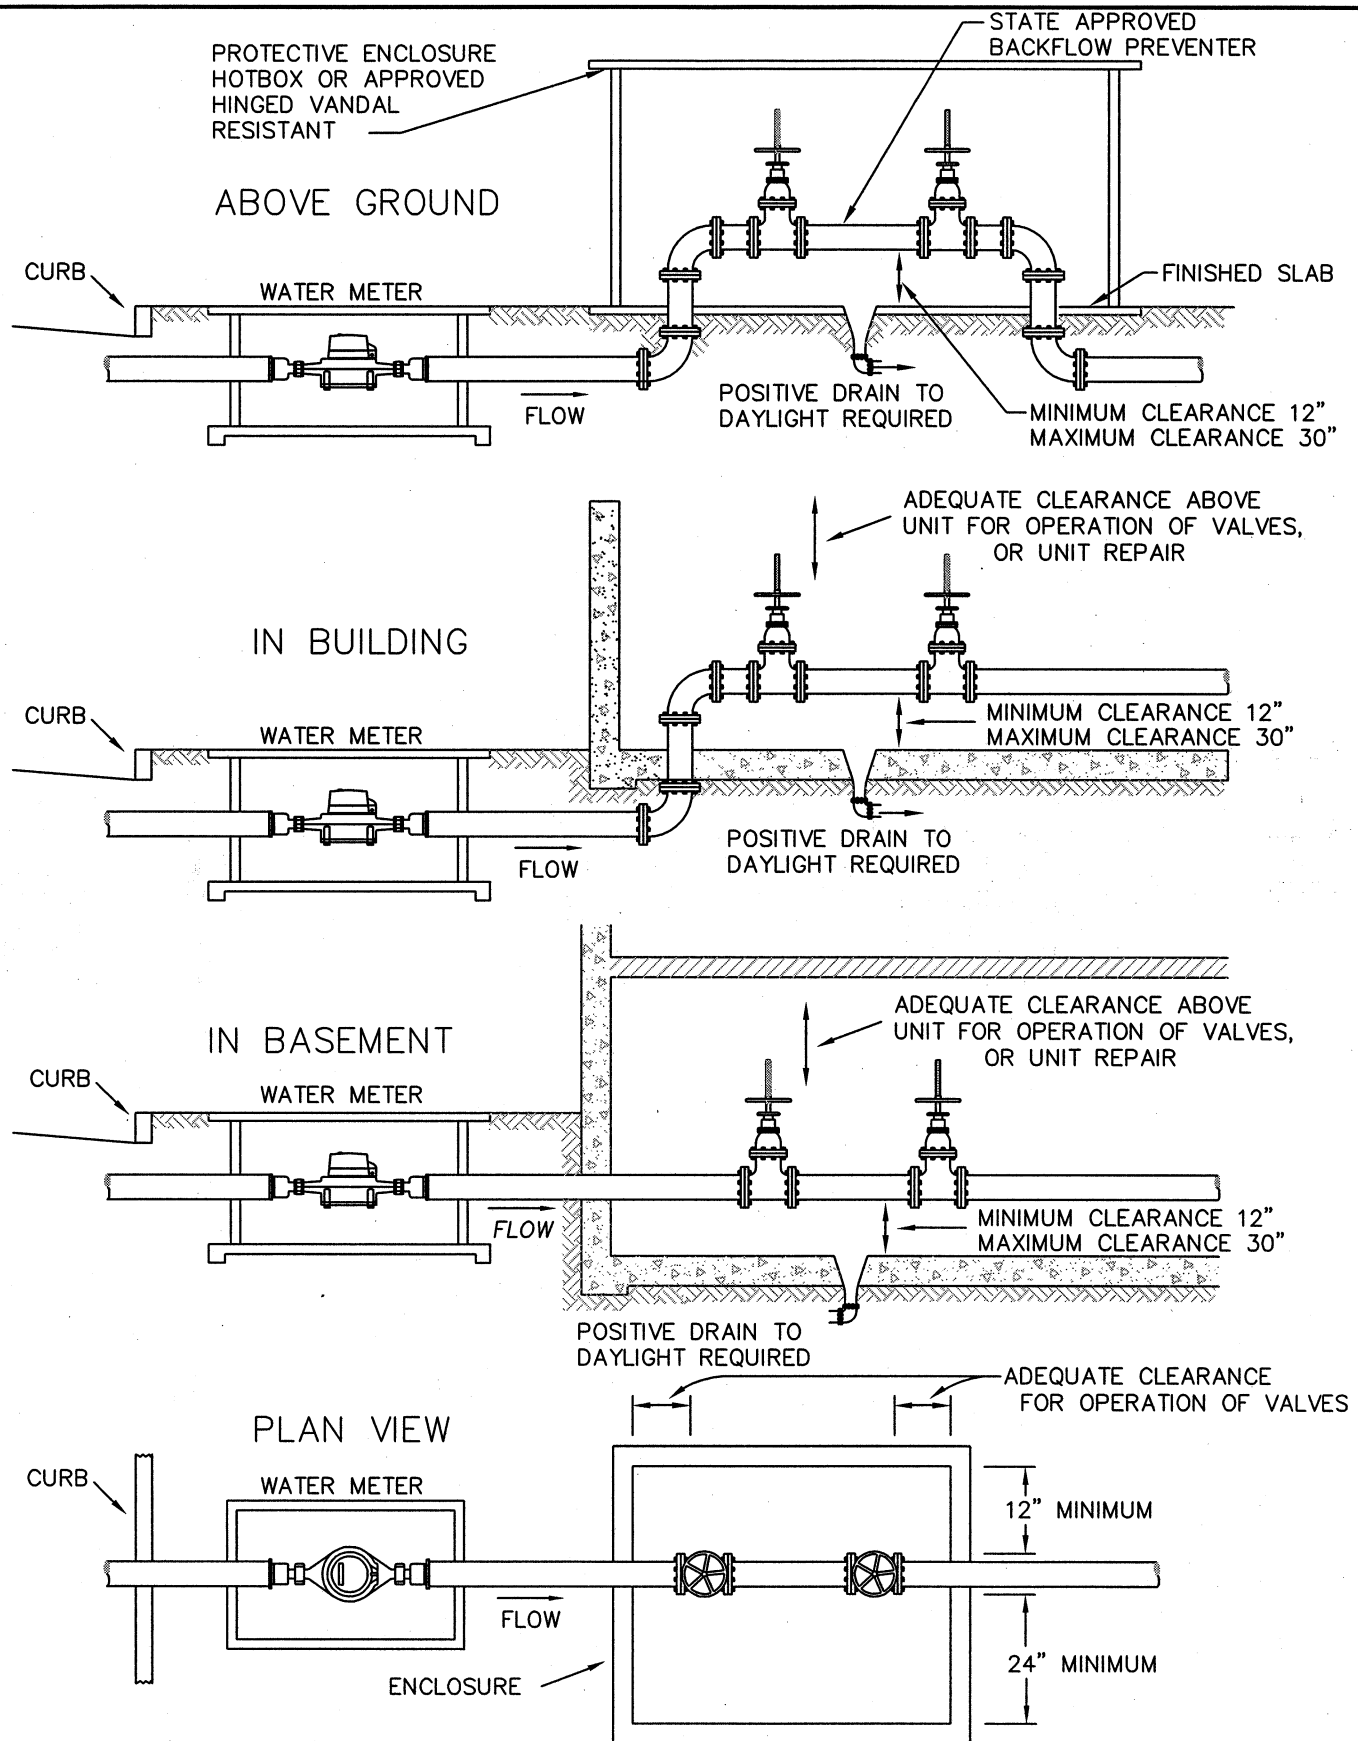 STATE APPROVED
BACKFLOW PREVENTER
PROTECTIVE ENCLOSURE
HOTBOX OR APPROVED
HINGED VANDAL
RESISTANT
ABOVE GROUND
CURB
WATER METER
FINISHED SLAB
FLOW
POSITIVE DRAIN TO
DAYLIGHT REQUIRED
MINIMUM CLEARANCE 12"
MAXIMUM CLEARANCE 30"
ADEQUATE CLEARANCE ABOVE
UNIT FOR OPERATION OF VALVES,
OR UNIT REPAIR
IN BUILDING
CURB
WATER METER
MINIMUM CLEARANCE 12"
MAXIMUM CLEARANCE 30"
FLOW
POSITIVE DRAIN TO
DAYLIGHT REQUIRED
ADEQUATE CLEARANCE ABOVE
UNIT FOR OPERATION OF VALVES,
OR UNIT REPAIR
IN BASEMENT
CURB
WATER METER
FLOW
MINIMUM CLEARANCE 12"
MAXIMUM CLEARANCE 30"
POSITIVE DRAIN TO
DAYLIGHT REQUIRED
ADEQUATE CLEARANCE
FOR OPERATION OF VALVES
PLAN VIEW
CURB
WATER METER
12" MINIMUM
FLOW
24" MINIMUM
ENCLOSURE